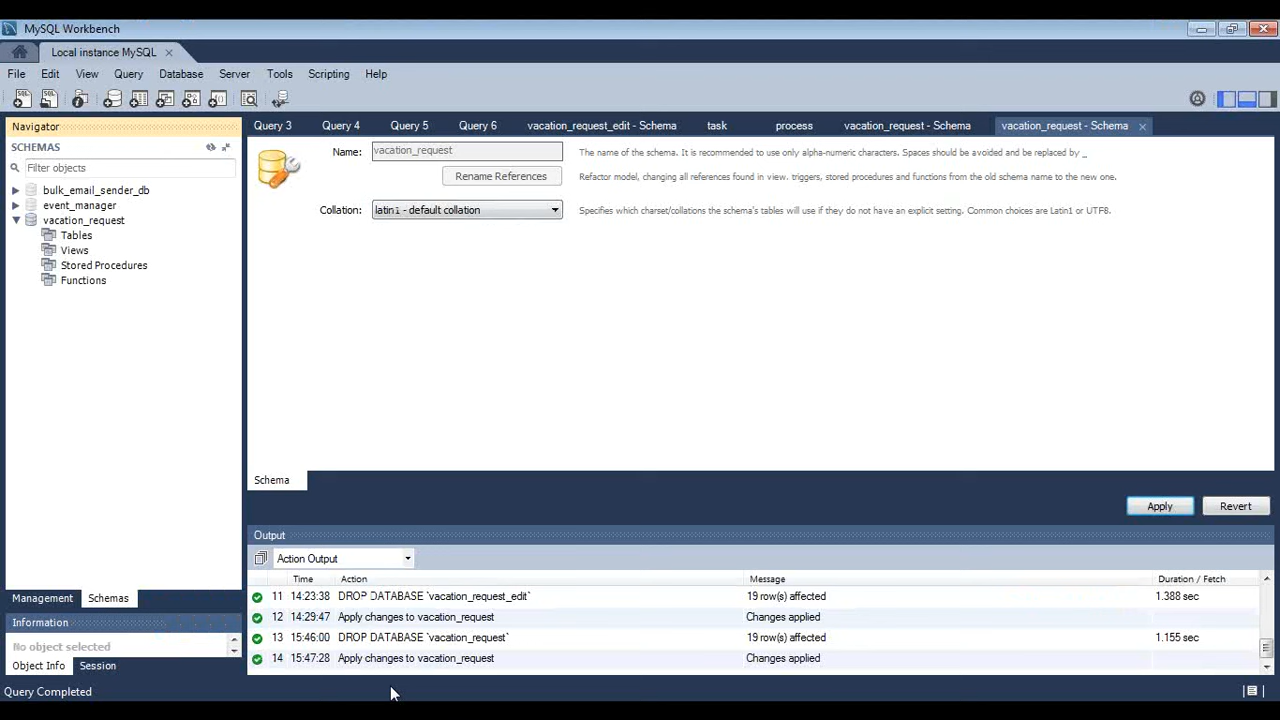 MySQL Workbench
Local instance MySQL
File Edit View Query Database Server Tools Scripting Help
Navigator
SCHEMAS
Filter objects
bulk_email_sender_db
event_manager
vacation_request
Tables
Views
Stored Procedures
Functions
Management Schemas
Information
No object selected
Object Info Session
Query 3 Query 4 Query 5 Query 6 vacation_request_edit - Schema task process vacation_request - Schema vacation_request - Schema
Name: vacation_request The name of the schema. It is recommended to use only alpha-numeric characters. Spaces should be avoided and be replaced by _
Rename References Refactor model, changing all references found in view, triggers, stored procedures and functions from the old schema name to the new one.
Collation: latin1 - default collation Specifies which charset/collations the schema's tables will use if they do not have an explicit setting. Common choices are Latin1 or UTF8.
Schema
Apply Revert
Output
Action Output
Time Action Message Duration / Fetch
11 14:23:38 DROP DATABASE `vacation_request_edit` 19 row(s) affected 1.388 sec
12 14:29:47 Apply changes to vacation_request Changes applied
13 15:46:00 DROP DATABASE `vacation_request` 19 row(s) affected 1.155 sec
14 15:47:28 Apply changes to vacation_request Changes applied
Query Completed